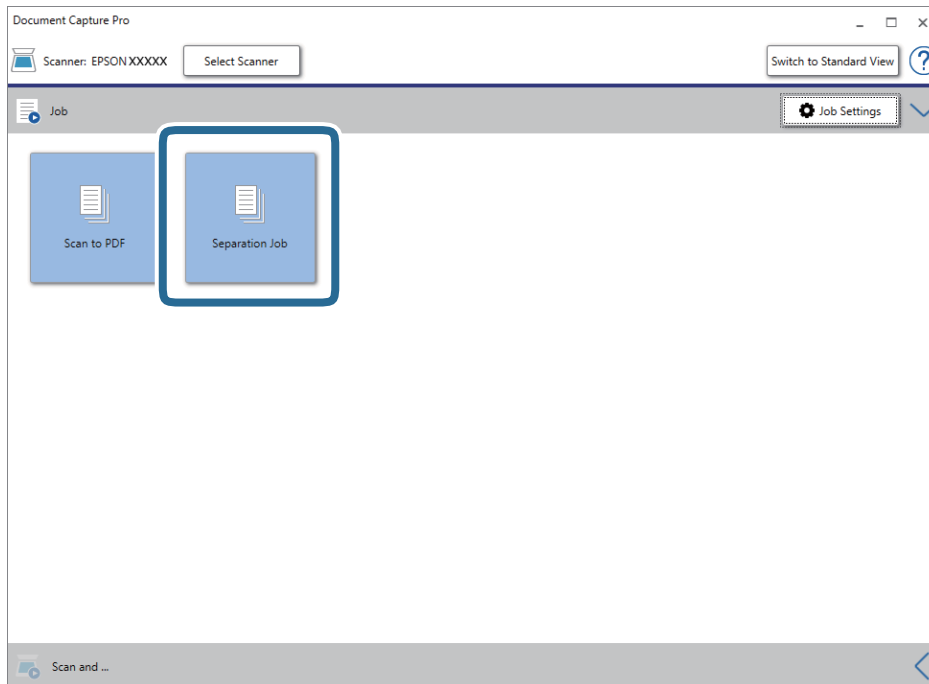 Document Capture Pro
Scanner: EPSON XXXXX
Select Scanner
Switch to Standard View
?
Job
Job Settings
Scan to PDF
Separation Job
Scan and ...